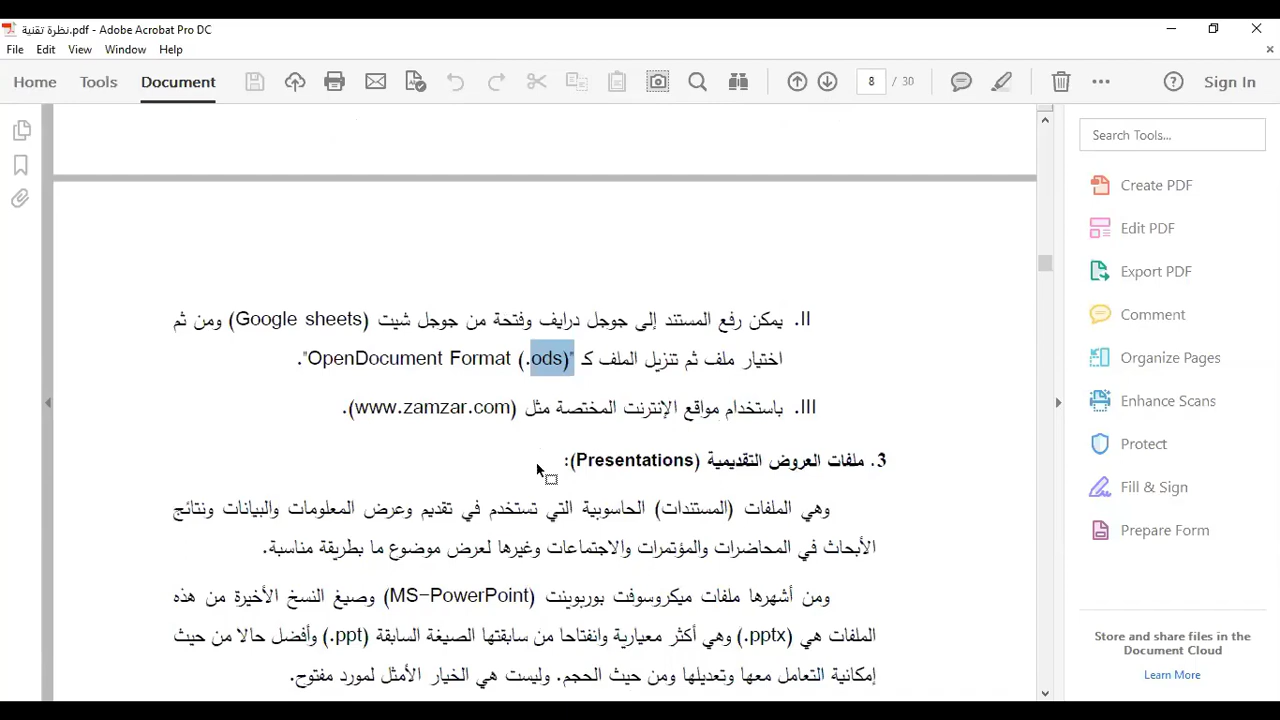 نظرة تقنية.pdf - Adobe Acrobat Pro DC
File Edit View Window Help
Home Tools Document 8 / 30 Sign In
II. يمكن رفع المستند إلى جوجل درايف وفتحة من جوجل شيت (Google sheets) ومن ثم
اختيار ملف ثم تنزيل الملف كـ "OpenDocument Format (.ods)".
III. باستخدام مواقع الإنترنت المختصة مثل (www.zamzar.com).
3. ملفات العروض التقديمية (Presentations):
وهي الملفات (المستندات) الحاسوبية التي تستخدم في تقديم وعرض المعلومات والبيانات ونتائج
الأبحاث في المحاضرات والمؤتمرات والاجتماعات وغيرها لعرض موضوع ما بطريقة مناسبة.
ومن أشهرها ملفات ميكروسوفت بوربوينت (MS-PowerPoint) وصيغ النسخ الأخيرة من هذه
الملفات هي (pptx.) وهي أكثر معيارية وانفتاحا من سابقتها الصيغة السابقة (ppt.) وأفضل حالا من حيث
إمكانية التعامل معها وتعديلها ومن حيث الحجم. وليست هي الخيار الأمثل لمورد مفتوح.
Search Tools...
Create PDF
Edit PDF
Export PDF
Comment
Organize Pages
Enhance Scans
Protect
Fill & Sign
Prepare Form
Store and share files in the
Document Cloud
Learn More